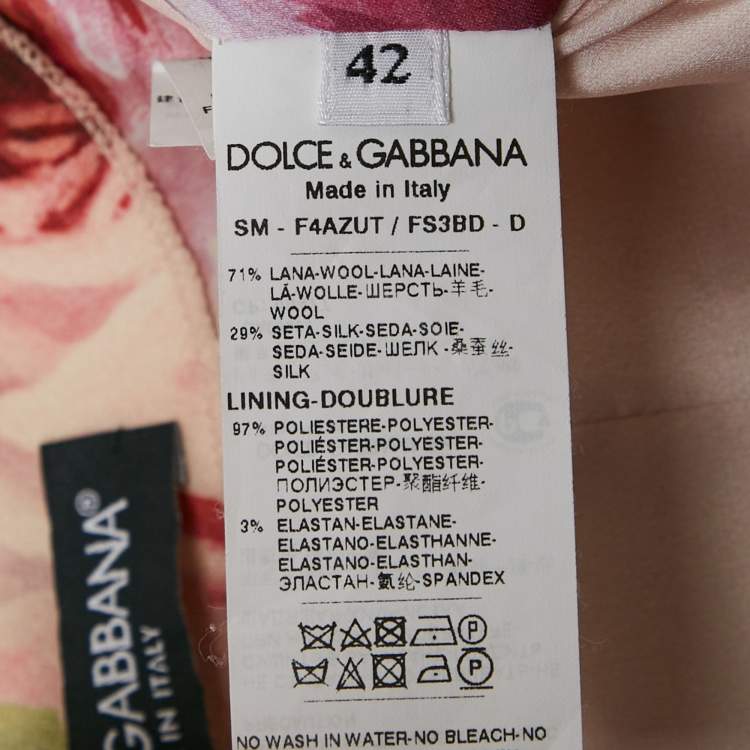 42
DOLCE & GABBANA
Made in Italy
SM - F4AZUT / FS3BD - D
71% LANA-WOOL-LANA-LAINE-
LÃ-WOLLE-ШЕРСТЬ-羊毛-
WOOL
29% SETA-SILK-SEDA-SOIE-
SEDA-SEIDE-ШЕЛК-桑蚕丝-
SILK
LINING-DOUBLURE
97% POLIESTERE-POLYESTER-
POLIÉSTER-POLYESTER-
POLIÉSTER-POLYESTER-
ПОЛИЭСТЕР-聚酯纤维-
POLYESTER
3% ELASTAN-ELASTANE-
ELASTANO-ELASTHANNE-
ELASTANO-ELASTHAN-
ЭЛАСТАН-氨纶-SPANDEX
P
P
NO WASH IN WATER-NO BLEACH-NO
GABBANA®
IN ITALY